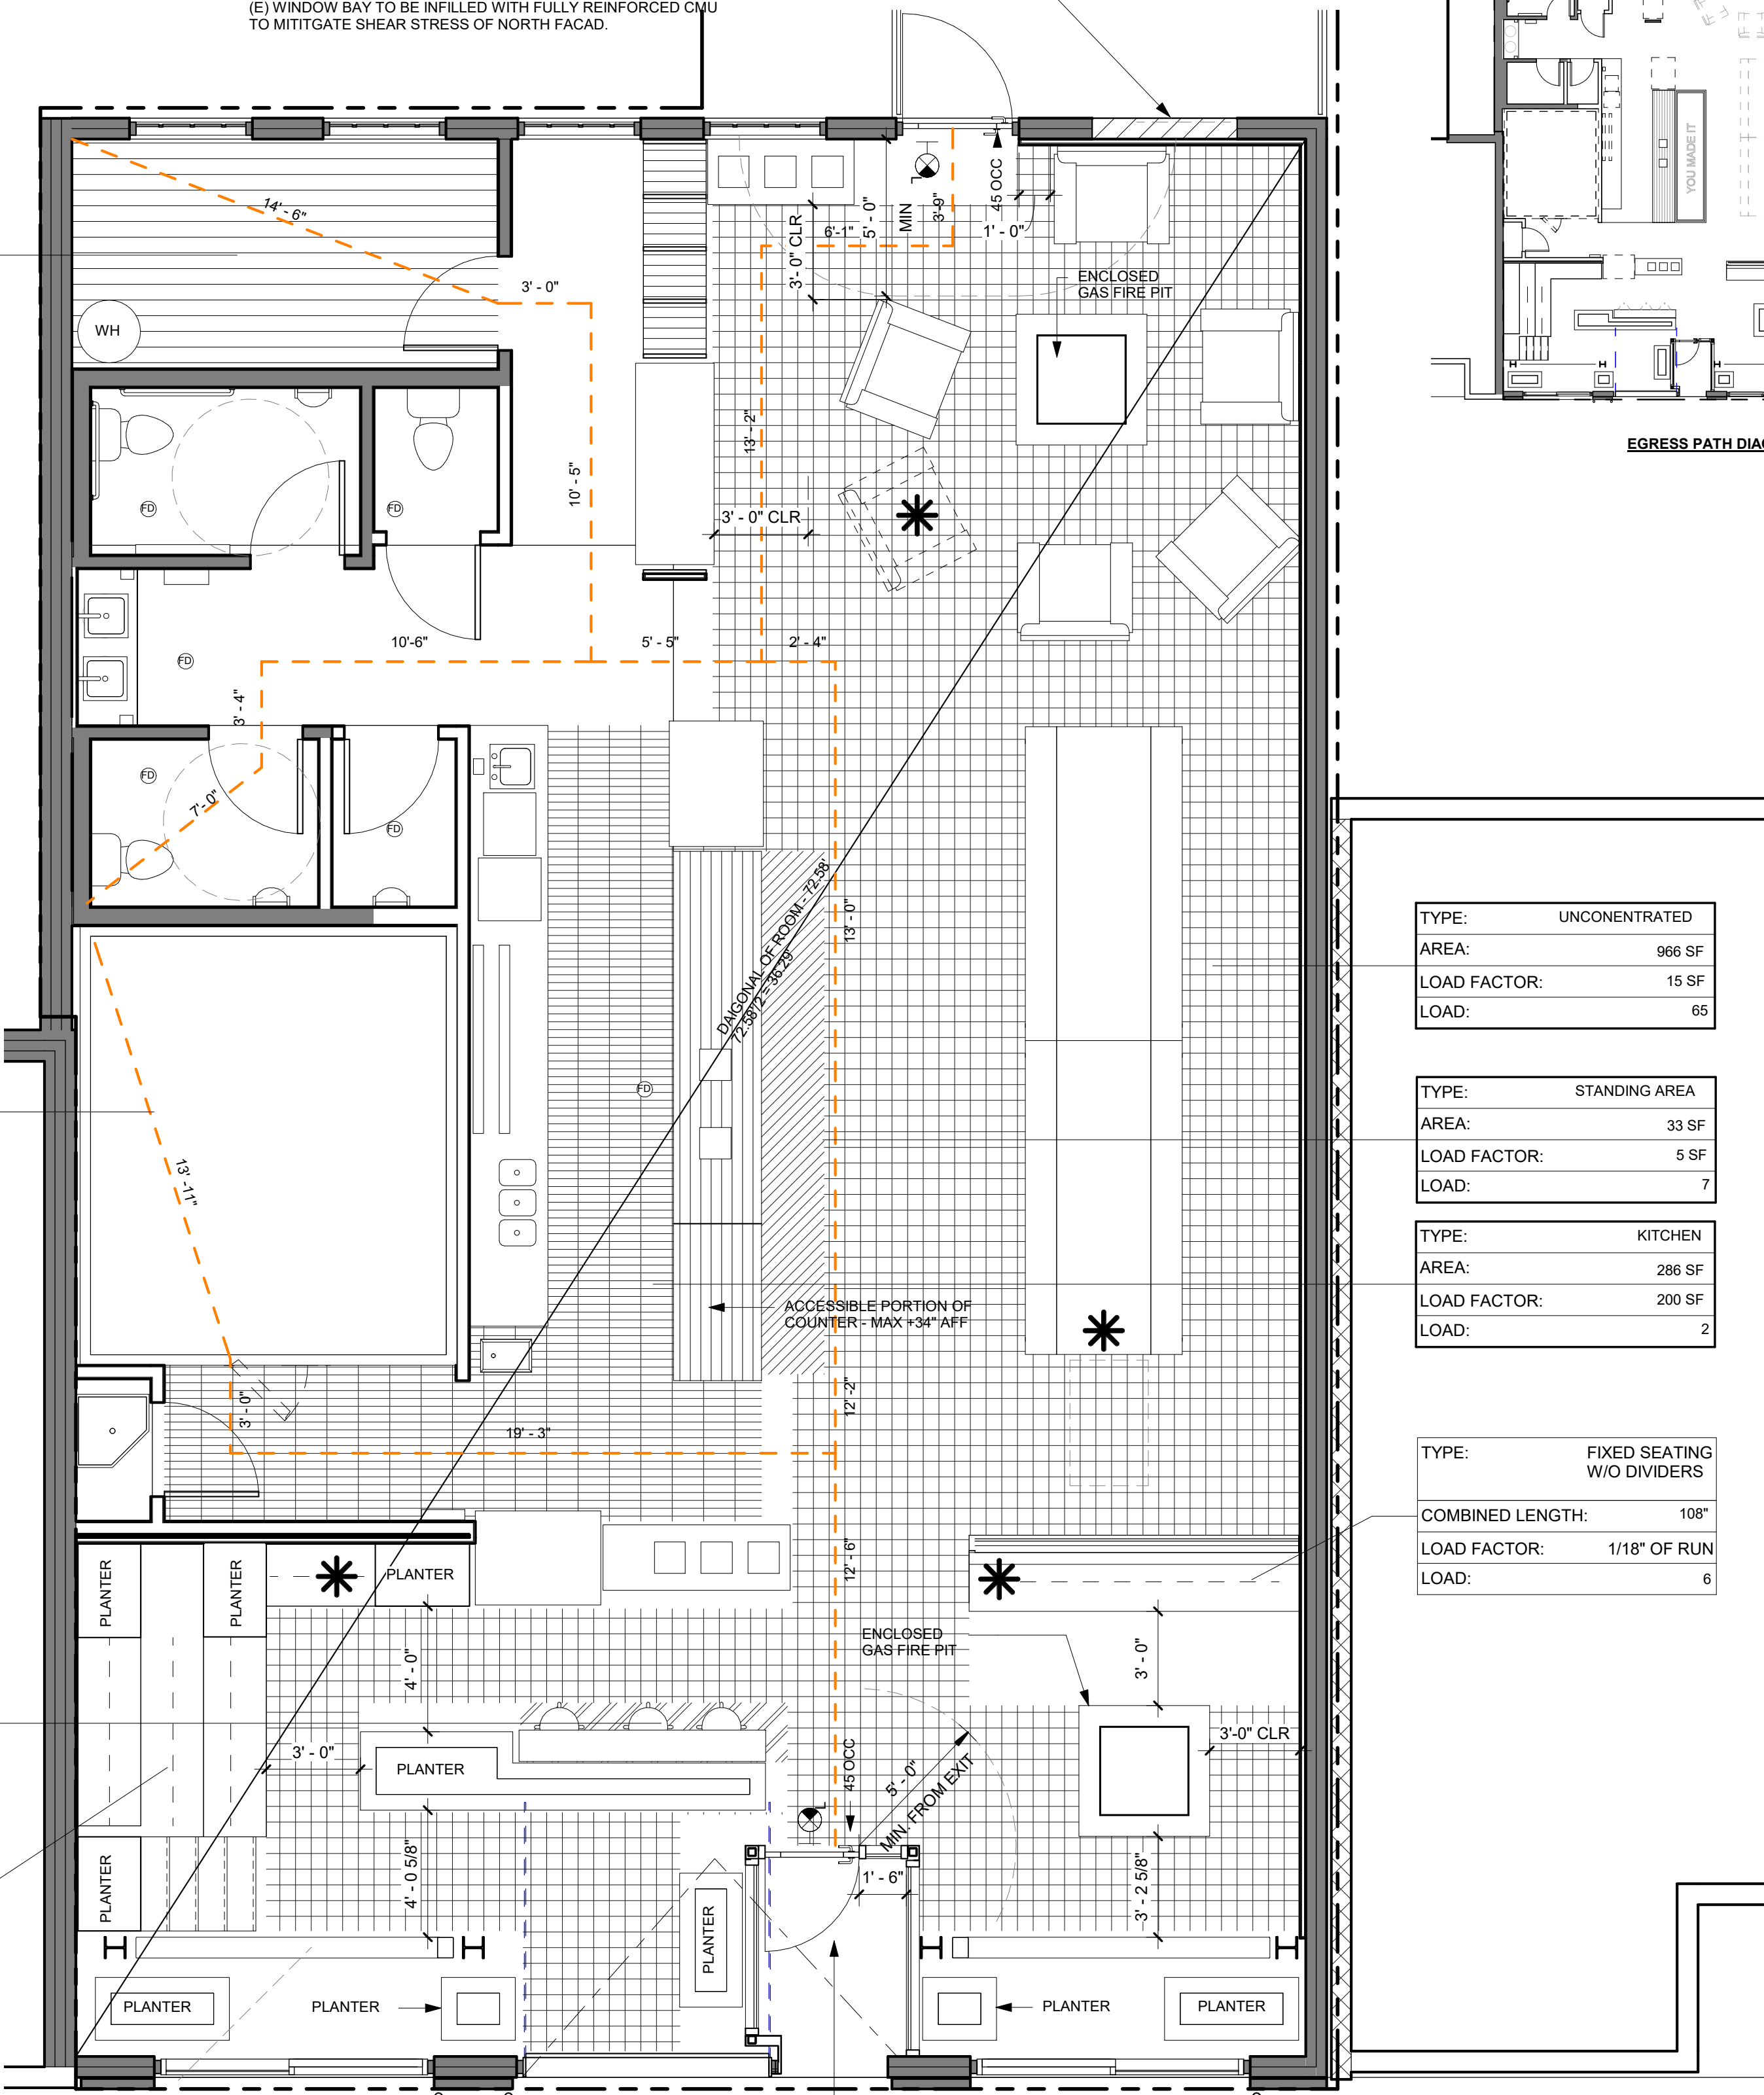 (E) WINDOW BAY TO BE INFILLED WITH FULLY REINFORCED CMU
TO MITITGATE SHEAR STRESS OF NORTH FACAD.
YOU MADE IT
14' - 6"
3' - 0"
WH
3'- 0" CLR
6'-1"
5' - 0"
MIN
3'-9"
45 OCC
1' - 0"
ENCLOSED
GAS FIRE PIT
EGRESS PATH DIA
13' - 2"
10' - 5"
FD
FD
3' - 0" CLR
10'-6"
5' - 5"
2' - 4"
FD
3' - 4"
FD
7'- 0"
FD
DAIGONAL OF ROOM - 72.58'
72.58'/2 = 36.29'
13' - 0"
FD
TYPE: UNCONENTRATED
AREA: 966 SF
LOAD FACTOR: 15 SF
LOAD: 65
TYPE: STANDING AREA
AREA: 33 SF
LOAD FACTOR: 5 SF
LOAD: 7
TYPE: KITCHEN
AREA: 286 SF
LOAD FACTOR: 200 SF
LOAD: 2
13' -11"
ACCESSIBLE PORTION OF
COUNTER - MAX +34" AFF
3' - 0"
12' -2"
19' - 3"
TYPE: FIXED SEATING
W/O DIVIDERS
COMBINED LENGTH: 108"
LOAD FACTOR: 1/18" OF RUN
LOAD: 6
PLANTER
PLANTER
PLANTER
12' - 6"
ENCLOSED
GAS FIRE PIT
4' - 0"
3' - 0"
3' - 0"
PLANTER
45 OCC
5' - 0"
MIN. FROM EXIT
3'-0" CLR
PLANTER
4' - 0 5/8"
1' - 6"
3' - 2 5/8"
PLANTER
PLANTER
PLANTER
PLANTER
PLANTER